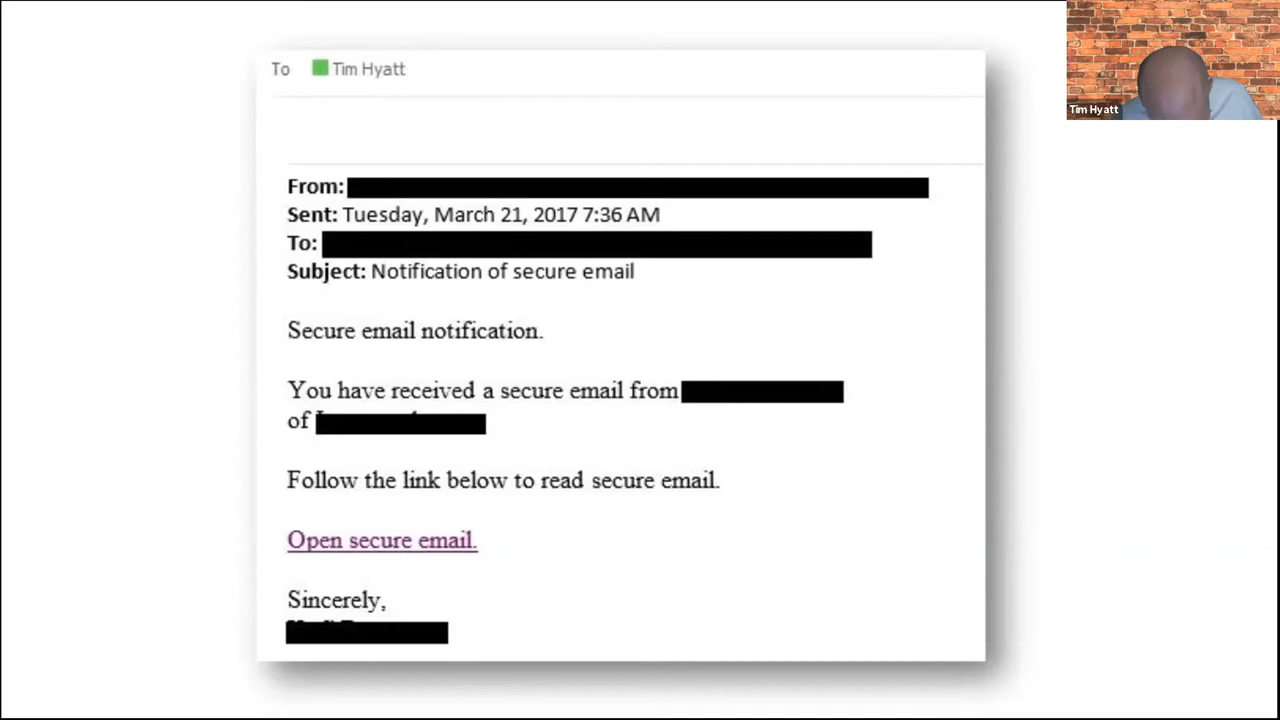 To Tim Hyatt
Tim Hyatt
From:
Sent: Tuesday, March 21, 2017 7:36 AM
To:
Subject: Notification of secure email
Secure email notification.
You have received a secure email from
of
Follow the link below to read secure email.
Open secure email.
Sincerely,